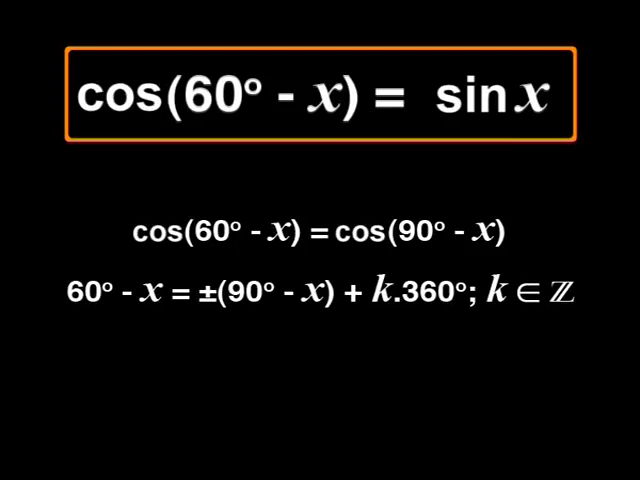 cos(60° - x) = sin x
cos(60° - x) = cos(90° - x)
60° - x = ±(90° - x) + k.360°; k ∈ ℤ